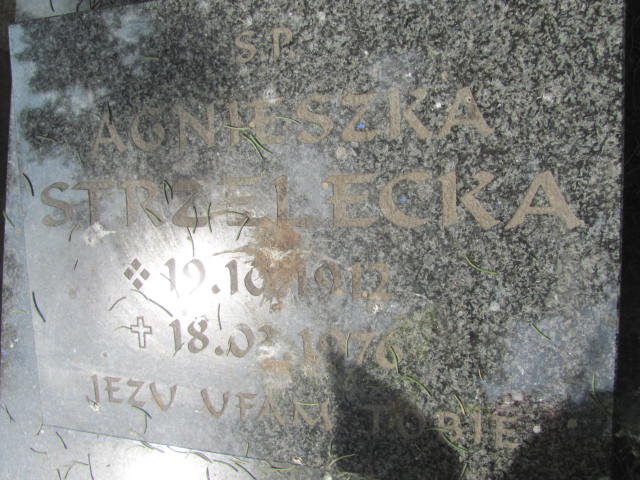 S.P.
AGNIESZKA
STRZELECKA
19.10.1912
18.03.1976
JEZU UFAM TOBIE